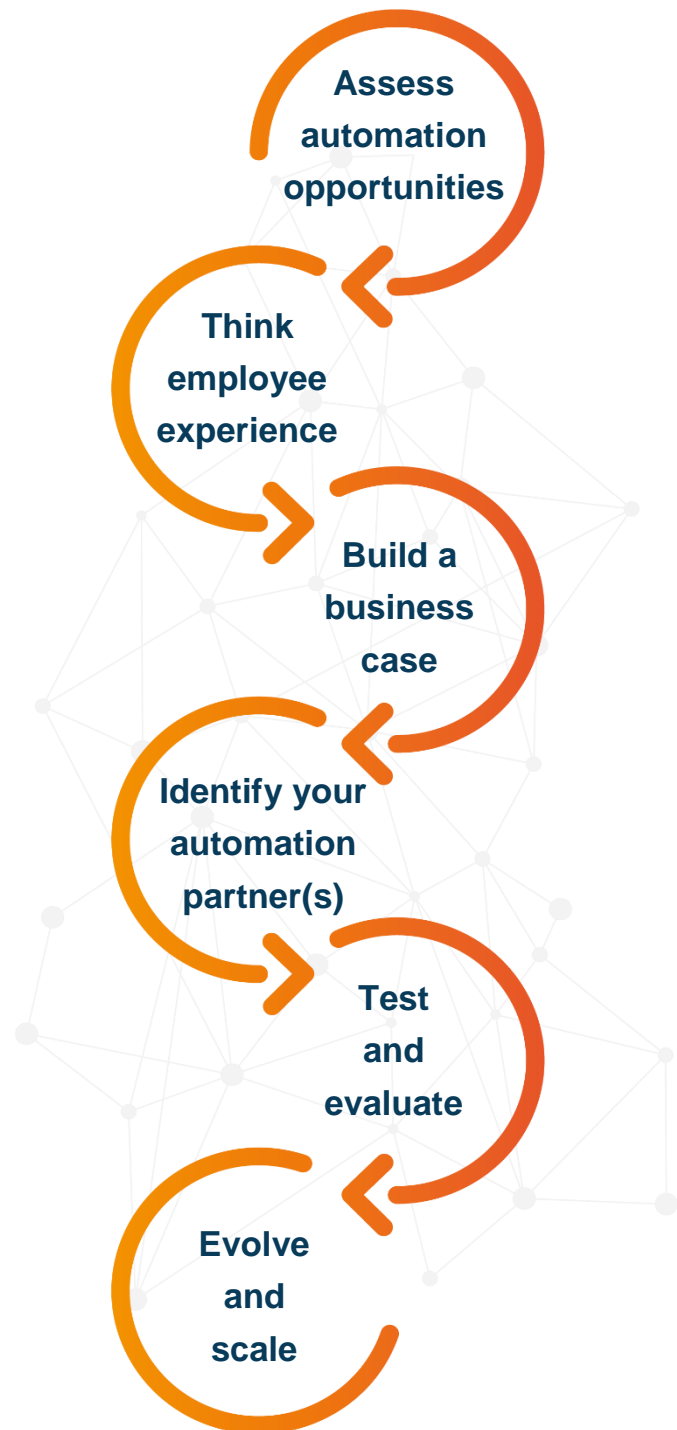 Assess
automation
opportunities
Think
employee
experience
Build a
business
case
Identify your
automation
partner(s)
Test
and
evaluate
Evolve
and
scale